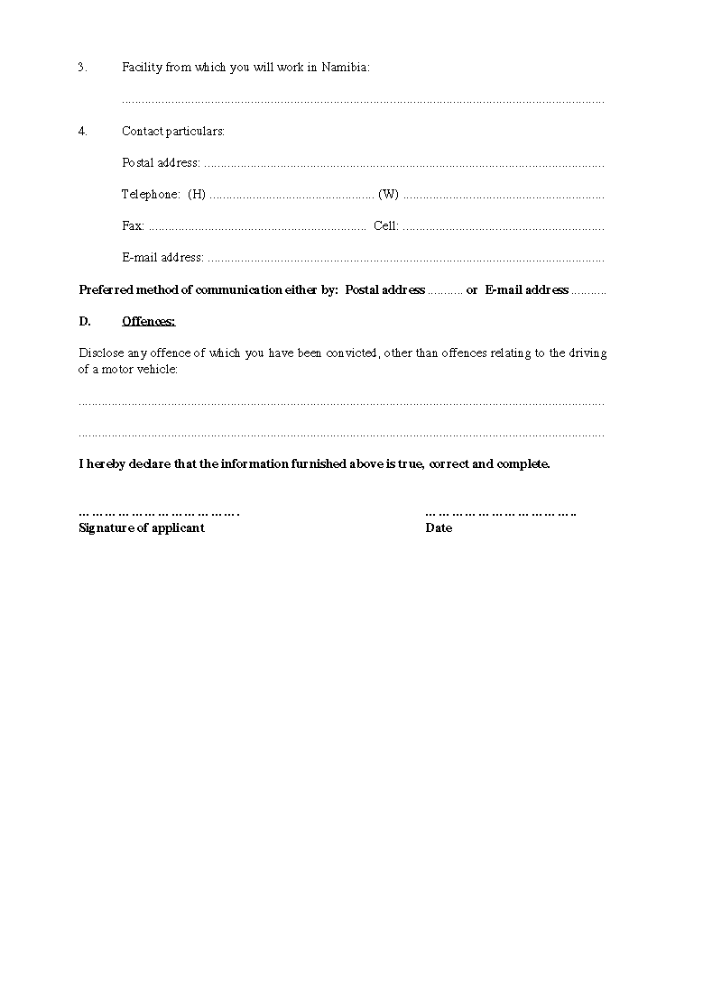 3. Facility from which you will work in Namibia:
..........................................................................................................................................
4. Contact particulars:
Postal address: ..................................................................................................................
Telephone: (H) ............................................... (W) ..........................................................
Fax: .............................................................. Cell: ..........................................................
E-mail address: .................................................................................................................
Preferred method of communication either by: Postal address .......... or E-mail address ..........
D. Offences:
Disclose any offence of which you have been convicted, other than offences relating to the driving
of a motor vehicle:
......................................................................................................................................................
......................................................................................................................................................
I hereby declare that the information furnished above is true, correct and complete.
………………………………. ……………………………..
Signature of applicant Date